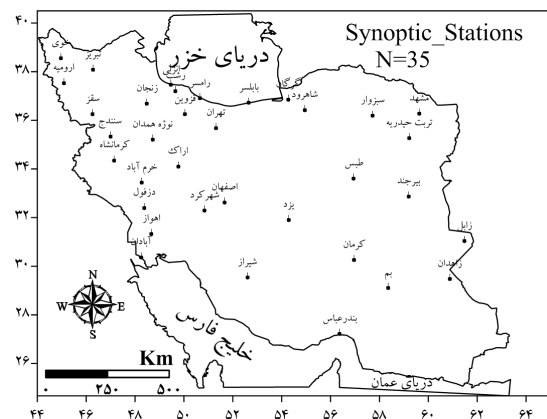 Synoptic_Stations
N=35
دریای خزر
خوی
تبریز
ارومیه
سقز
سنندج
کرمانشاه
زنجان
رشت
رامسر
قزوین
تهران
بابلسر
گرگان
شاهرود
سبزوار
مشهد
تربت حیدریه
نوژه همدان
اراک
خرم آباد
دزفول
اهواز
آبادان
شهرکرد
اصفهان
یزد
طبس
بیرجند
زابل
زاهدان
کرمان
بم
شیراز
بندرعباس
خلیج فارس
دریای عمان
N
W E
S
Km
۰ ۲۵۰ ۵۰۰
۴۰
۳۸
۳۶
۳۴
۳۲
۳۰
۲۸
۲۶
۴۴ ۴۶ ۴۸ ۵۰ ۵۲ ۵۴ ۵۶ ۵۸ ۶۰ ۶۲ ۶۴